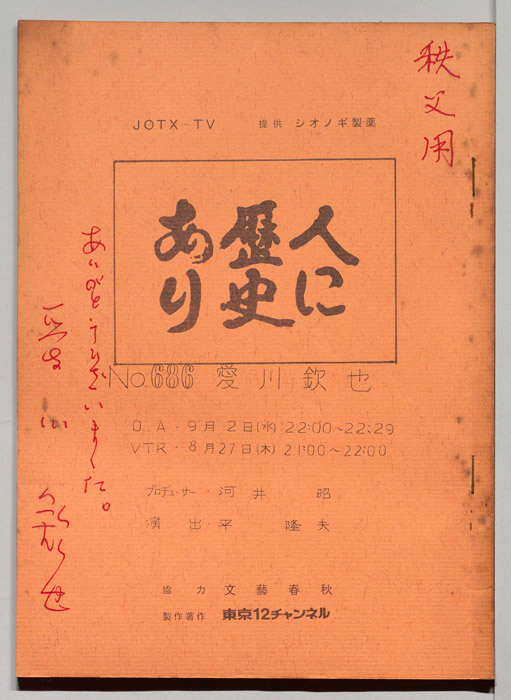 秩父用
JOTX-TV 提供 シオノギ製薬
人に
歴史
あり
No.686 愛川欽也
O.A・9月2日(水)22:00~22:29
VTR・8月27日(木)21:00~22:00
プロデューサー・河井 昭
演出・平 隆夫
協力 文藝春秋
製作著作 東京12チャンネル
ありがとうございました。
欽也